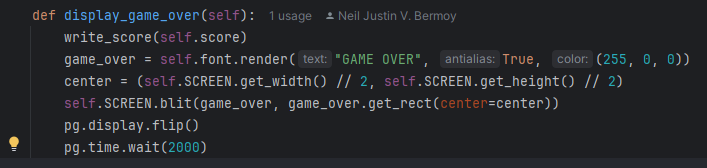 def display_game_over(self): 1 usage Neil Justin V. Bermoy
write_score(self.score)
game_over = self.font.render( text: "GAME OVER", antialias: True, color: (255, 0, 0))
center = (self.SCREEN.get_width() // 2, self.SCREEN.get_height() // 2)
self.SCREEN.blit(game_over, game_over.get_rect(center=center))
pg.display.flip()
pg.time.wait(2000)